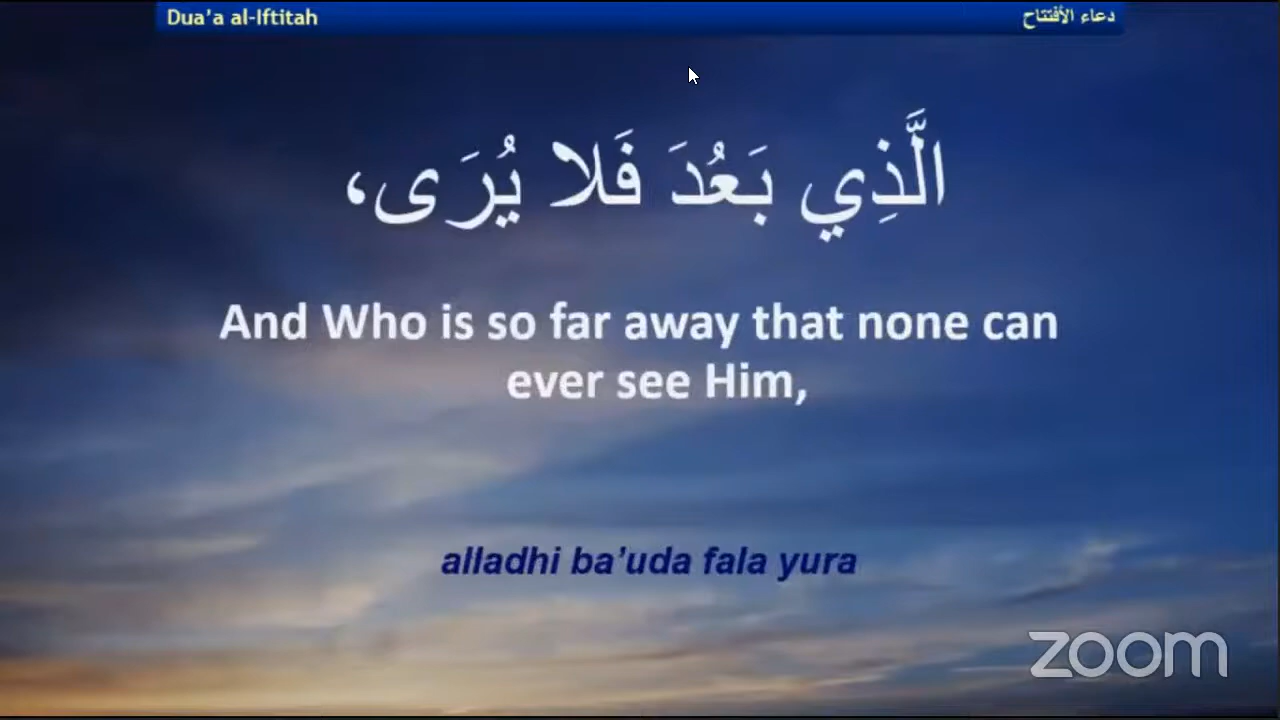 Dua’a al-Iftitah
دعاء الأفتتاح
الَّذِي بَعُدَ فَلا يُرَى،
And Who is so far away that none can
ever see Him,
alladhi ba’uda fala yura
zoom